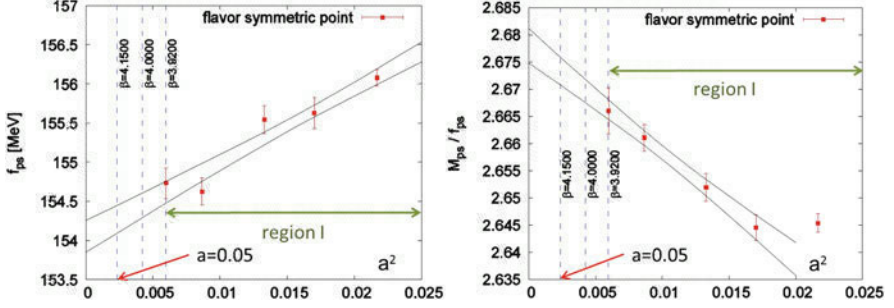 157
156.5
156
155.5
155
154.5
154
153.5
f_ps [MeV]
flavor symmetric point
β=4.1500
β=4.0000
β=3.9200
region I
a=0.05
a²
0 0.005 0.01 0.015 0.02 0.025
2.685
2.68
2.675
2.67
2.665
2.66
2.655
2.65
2.645
2.64
2.635
M_ps / f_ps
flavor symmetric point
region I
β=4.1500
β=4.0000
β=3.9200
a=0.05
a²
0 0.005 0.01 0.015 0.02 0.025